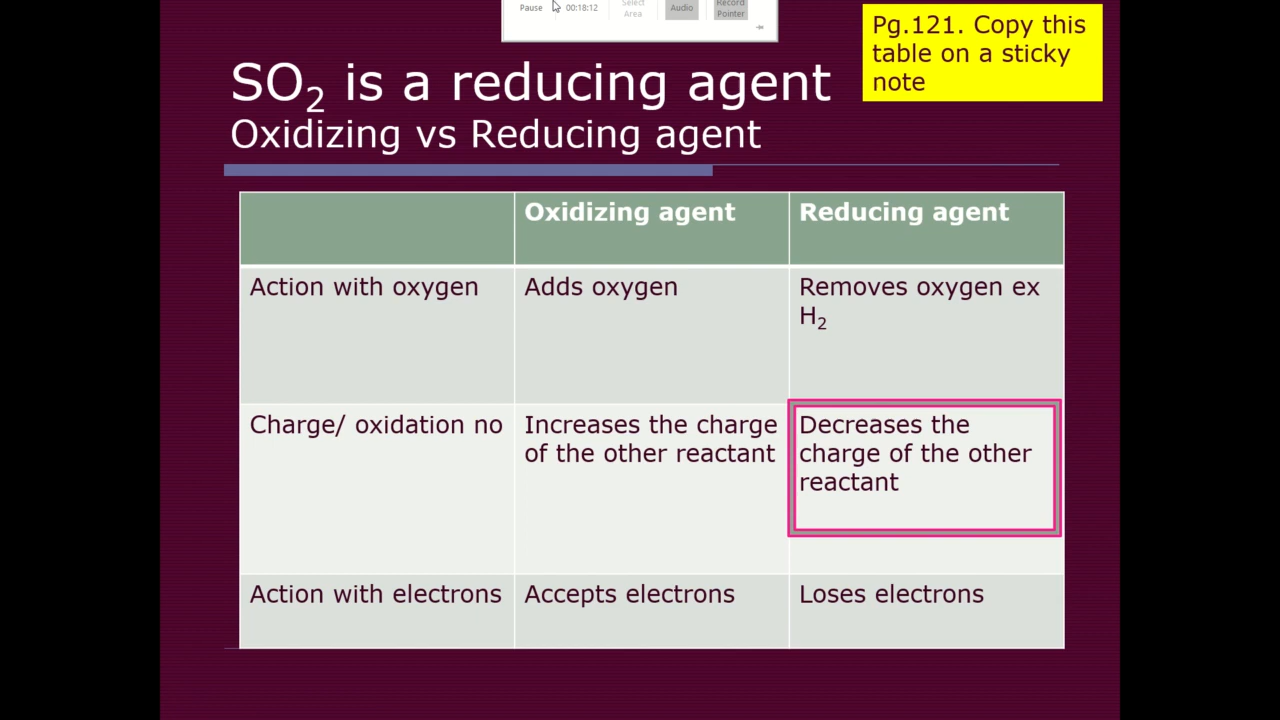 Pause 00:18:12 Select Area Audio Record Pointer
Pg.121. Copy this
table on a sticky
note
SO₂ is a reducing agent
Oxidizing vs Reducing agent
Oxidizing agent
Reducing agent
Action with oxygen
Adds oxygen
Removes oxygen ex
H₂
Charge/ oxidation no
Increases the charge
of the other reactant
Decreases the
charge of the other
reactant
Action with electrons
Accepts electrons
Loses electrons